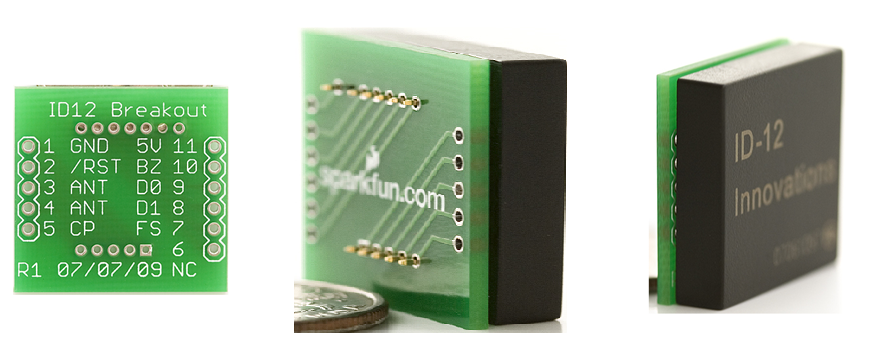 ID12 Breakout
1 GND 5V 11
2 /RST BZ 10
3 ANT D0 9
4 ANT D1 8
5 CP FS 7
6
R1 07/07/09 NC
sparkfun.com
ID-12
Innovations